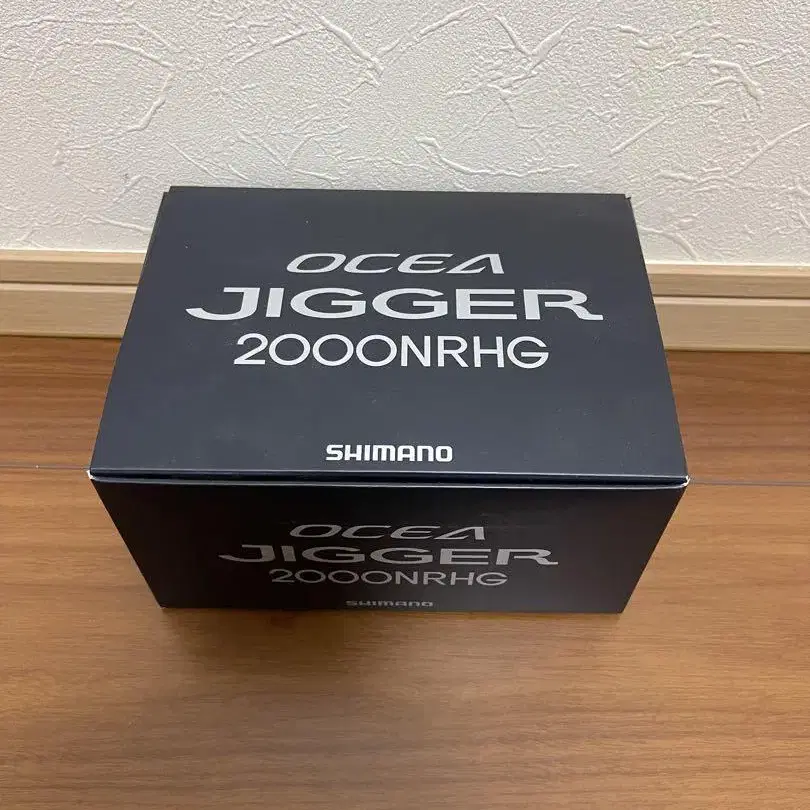 OCEA
JIGGER
2000NRHG
SHIMANO
OCEA
JIGGER
2000NRHG
SHIMANO